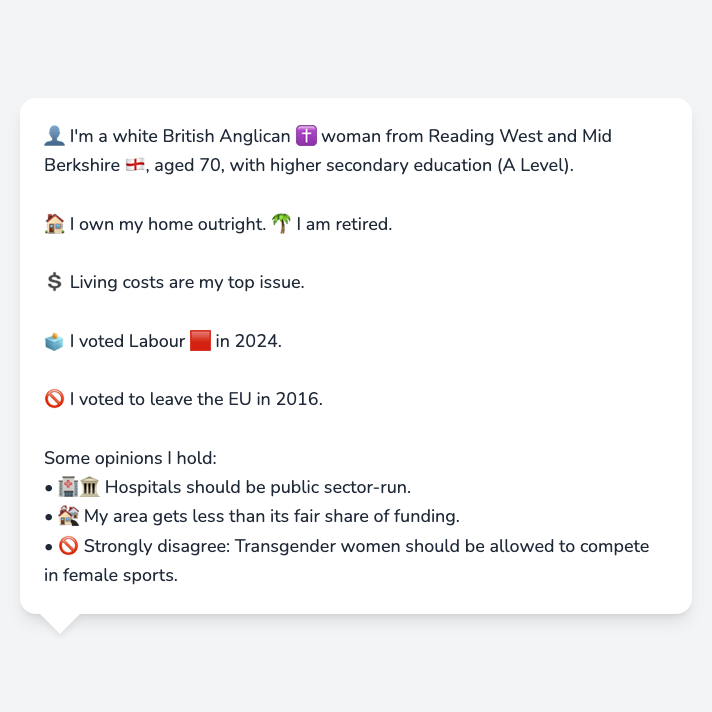 👤 I'm a white British Anglican ✝️ woman from Reading West and Mid
Berkshire 🏴󠁧󠁢󠁥󠁮󠁧󠁿, aged 70, with higher secondary education (A Level).
🏠 I own my home outright. 🌴 I am retired.
💲 Living costs are my top issue.
🗳️ I voted Labour 🟥 in 2024.
🚫 I voted to leave the EU in 2016.
Some opinions I hold:
• 🏥🏛️ Hospitals should be public sector-run.
• 🏚️ My area gets less than its fair share of funding.
• 🚫 Strongly disagree: Transgender women should be allowed to compete
in female sports.